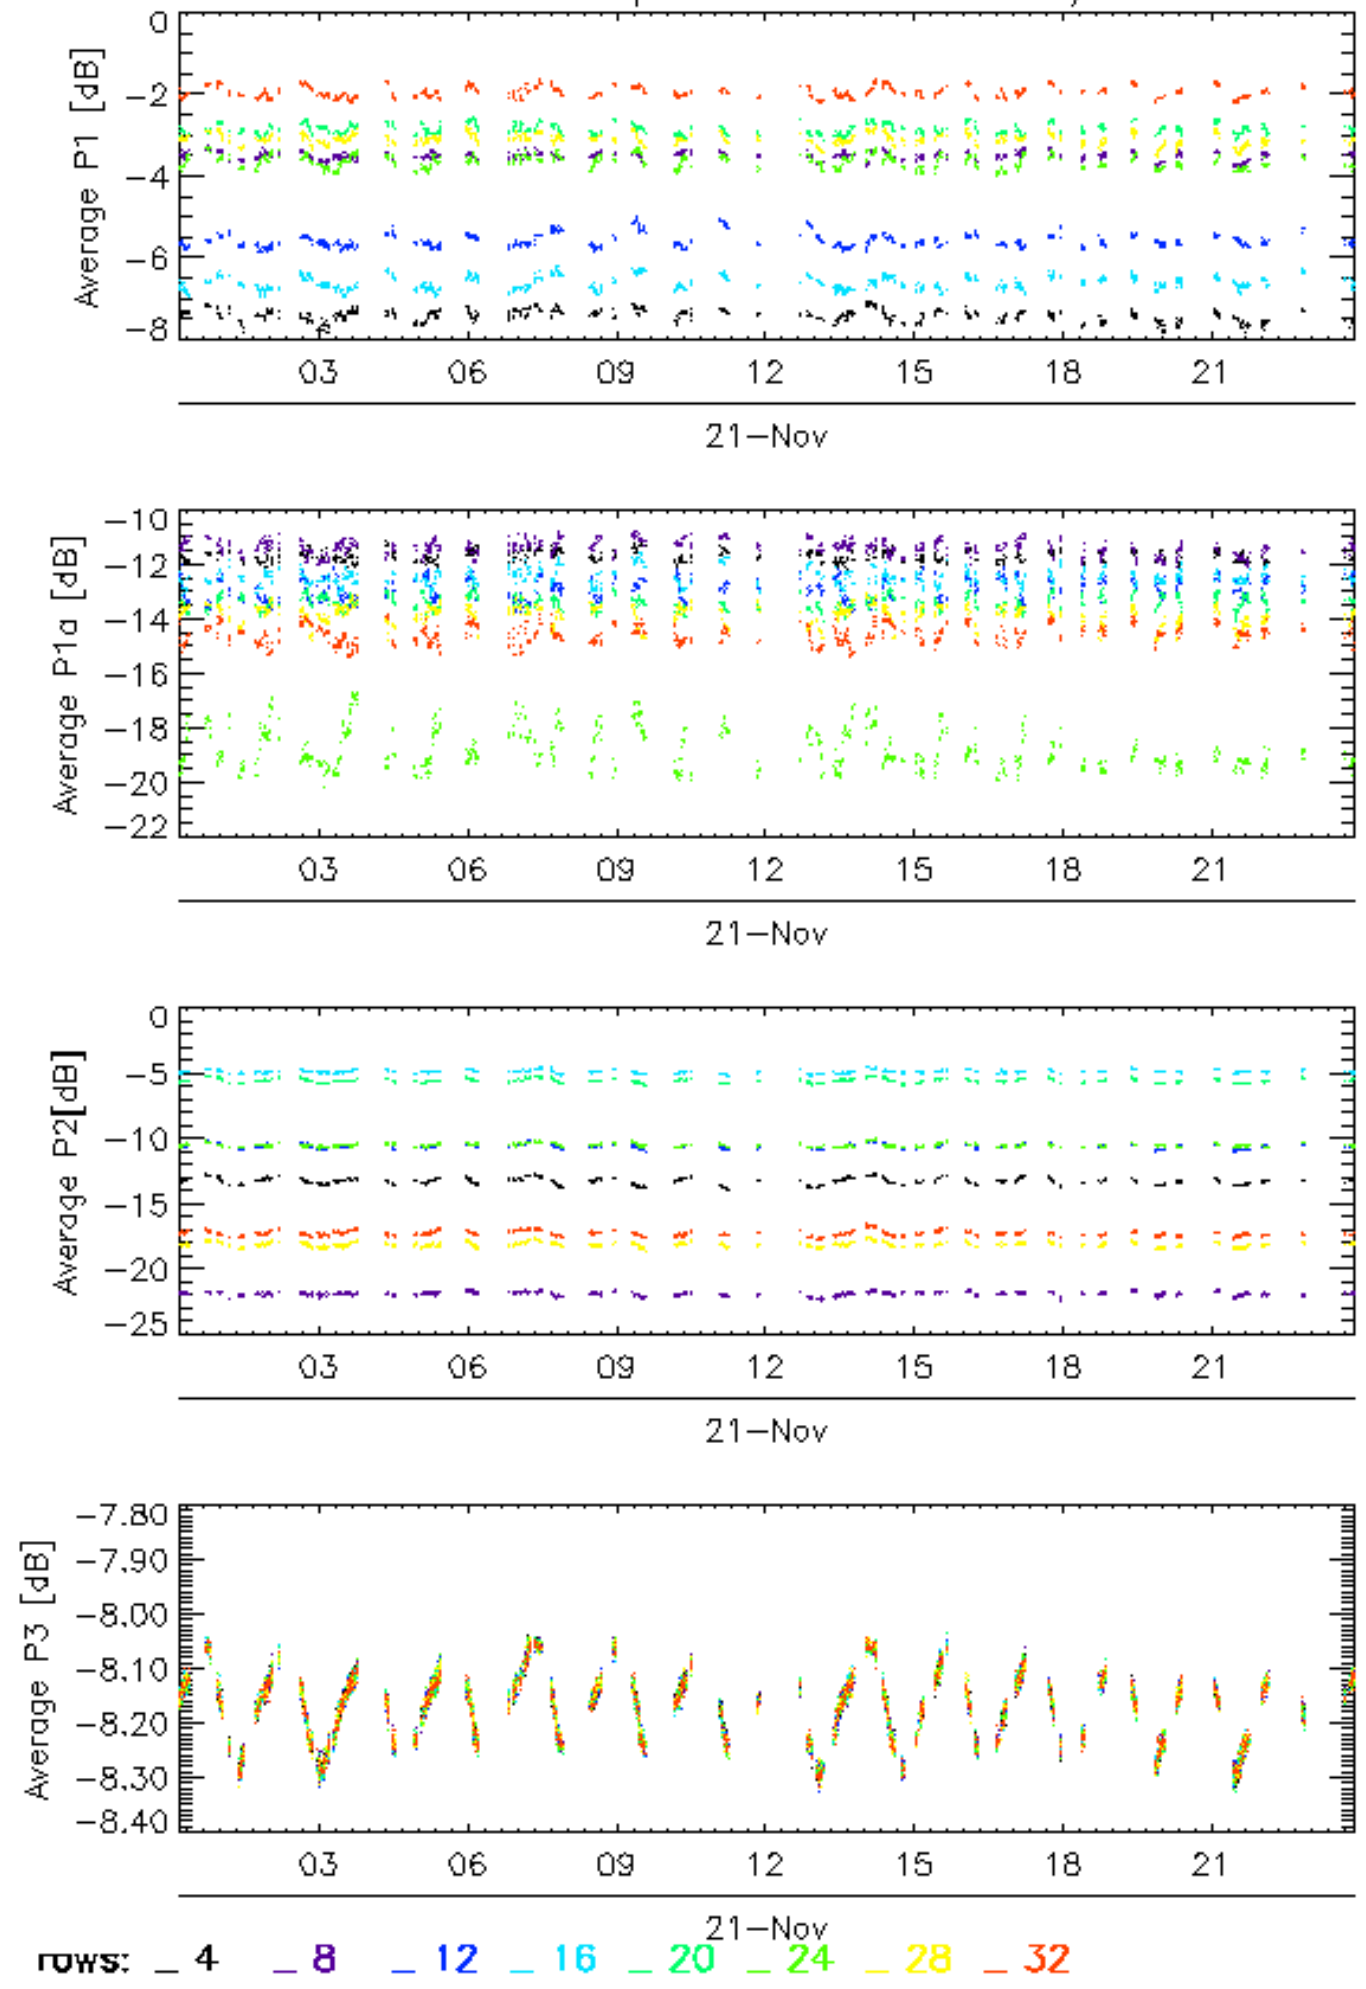 Average P1 [dB]
0
−2
−4
−6
−8
03 06 09 12 15 18 21
21−Nov
Average P1a [dB]
−10
−12
−14
−16
−18
−20
−22
03 06 09 12 15 18 21
21−Nov
Average P2[dB]
0
−5
−10
−15
−20
−25
03 06 09 12 15 18 21
21−Nov
Average P3 [dB]
−7.80
−7.90
−8.00
−8.10
−8.20
−8.30
−8.40
03 06 09 12 15 18 21
21−Nov
rows: _ 4 _ 8 _ 12 _ 16 _ 20 _ 24 _ 28 _ 32